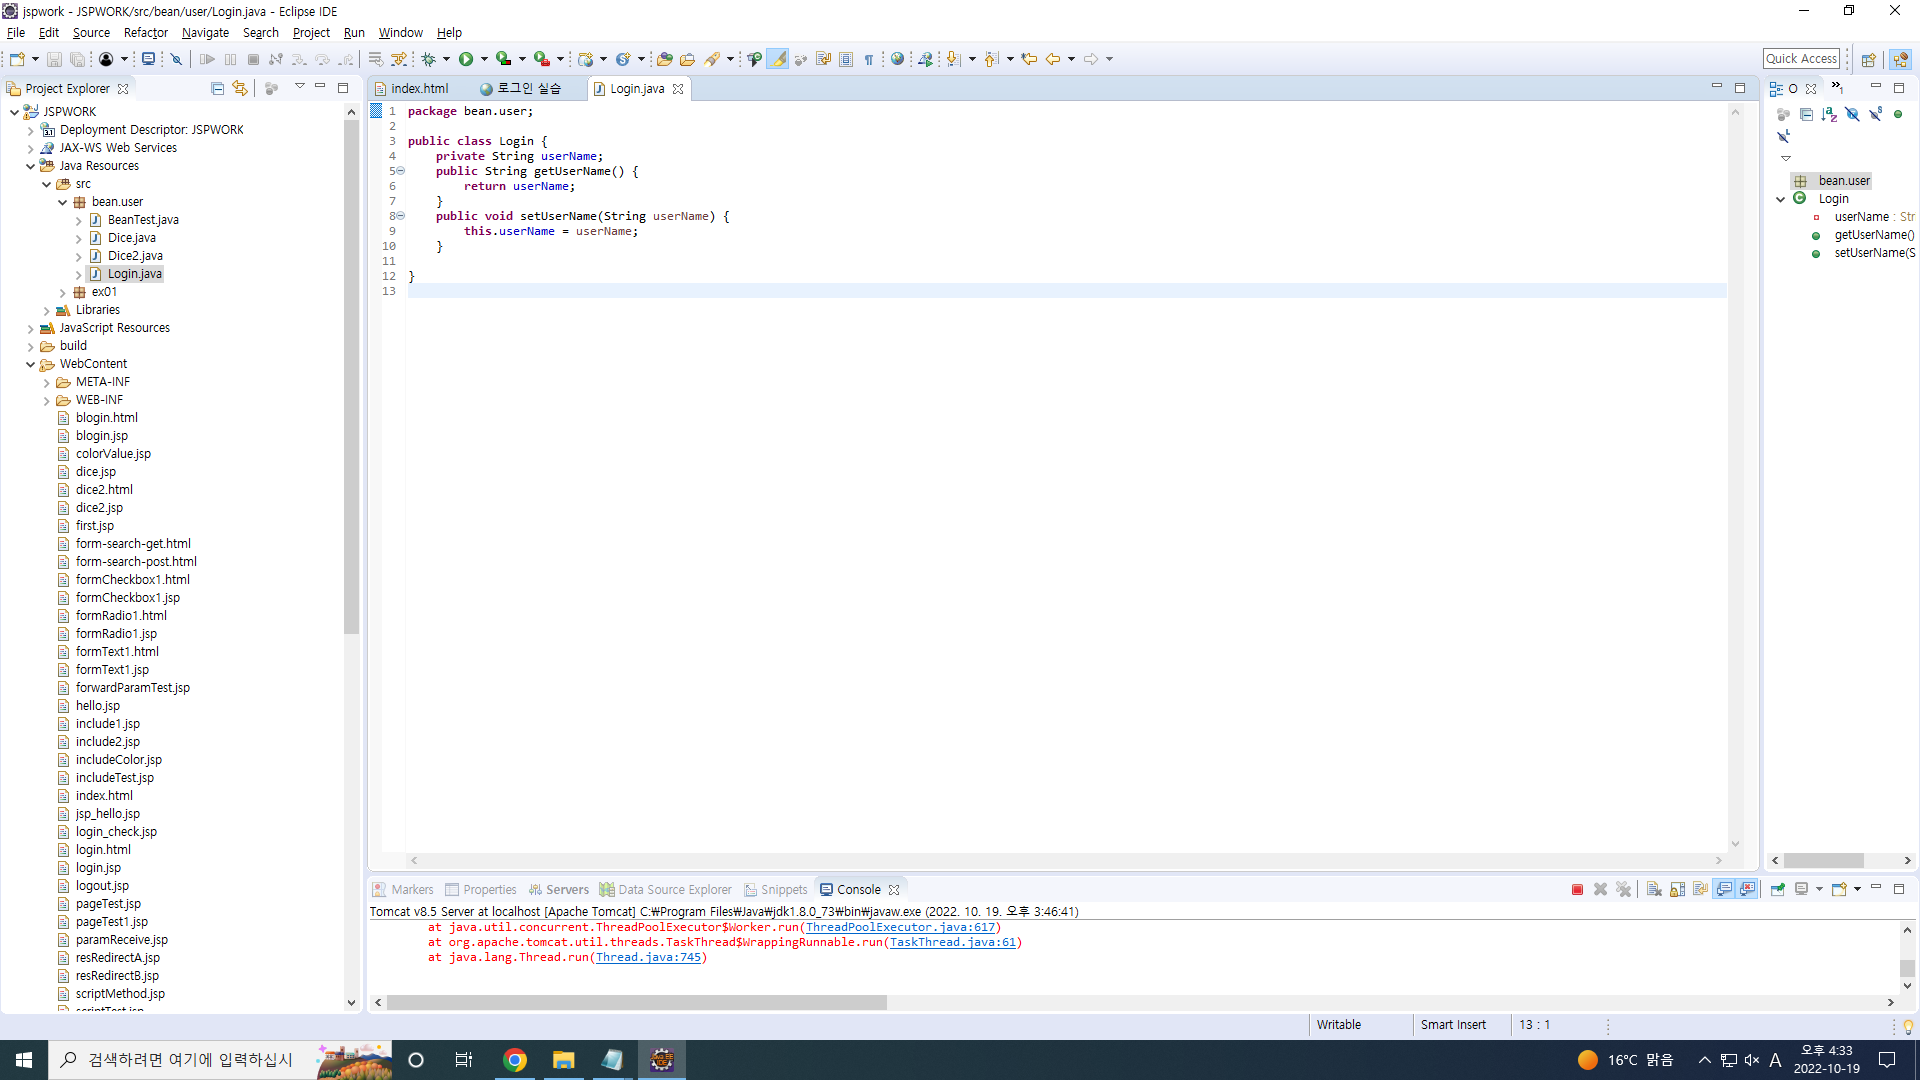 jspwork - JSPWORK/src/bean/user/Login.java - Eclipse IDE
File Edit Source Refactor Navigate Search Project Run Window Help
Quick Access
Project Explorer
JSPWORK
Deployment Descriptor: JSPWORK
JAX-WS Web Services
Java Resources
src
bean.user
BeanTest.java
Dice.java
Dice2.java
Login.java
ex01
Libraries
JavaScript Resources
build
WebContent
META-INF
WEB-INF
blogin.html
blogin.jsp
colorValue.jsp
dice.jsp
dice2.html
dice2.jsp
first.jsp
form-search-get.html
form-search-post.html
formCheckbox1.html
formCheckbox1.jsp
formRadio1.html
formRadio1.jsp
formText1.html
formText1.jsp
forwardParamTest.jsp
hello.jsp
include1.jsp
include2.jsp
includeColor.jsp
includeTest.jsp
index.html
jsp_hello.jsp
login_check.jsp
login.html
login.jsp
logout.jsp
pageTest.jsp
pageTest1.jsp
paramReceive.jsp
resRedirectA.jsp
resRedirectB.jsp
scriptMethod.jsp
scriptTest.jsp
index.html 로그인 실습 Login.java
1 package bean.user;
2
3 public class Login {
4 private String userName;
5 public String getUserName() {
6 return userName;
7 }
8 public void setUserName(String userName) {
9 this.userName = userName;
10 }
11
12 }
13
O
bean.user
Login
userName : Str
getUserName()
setUserName(S
Markers Properties Servers Data Source Explorer Snippets Console
Tomcat v8.5 Server at localhost [Apache Tomcat] C:₩Program Files₩Java₩jdk1.8.0_73₩bin₩javaw.exe (2022. 10. 19. 오후 3:46:41)
at java.util.concurrent.ThreadPoolExecutor$Worker.run(ThreadPoolExecutor.java:617)
at org.apache.tomcat.util.threads.TaskThread$WrappingRunnable.run(TaskThread.java:61)
at java.lang.Thread.run(Thread.java:745)
Writable Smart Insert 13 : 1
검색하려면 여기에 입력하십시
16°C 맑음 A 오후 4:33
2022-10-19